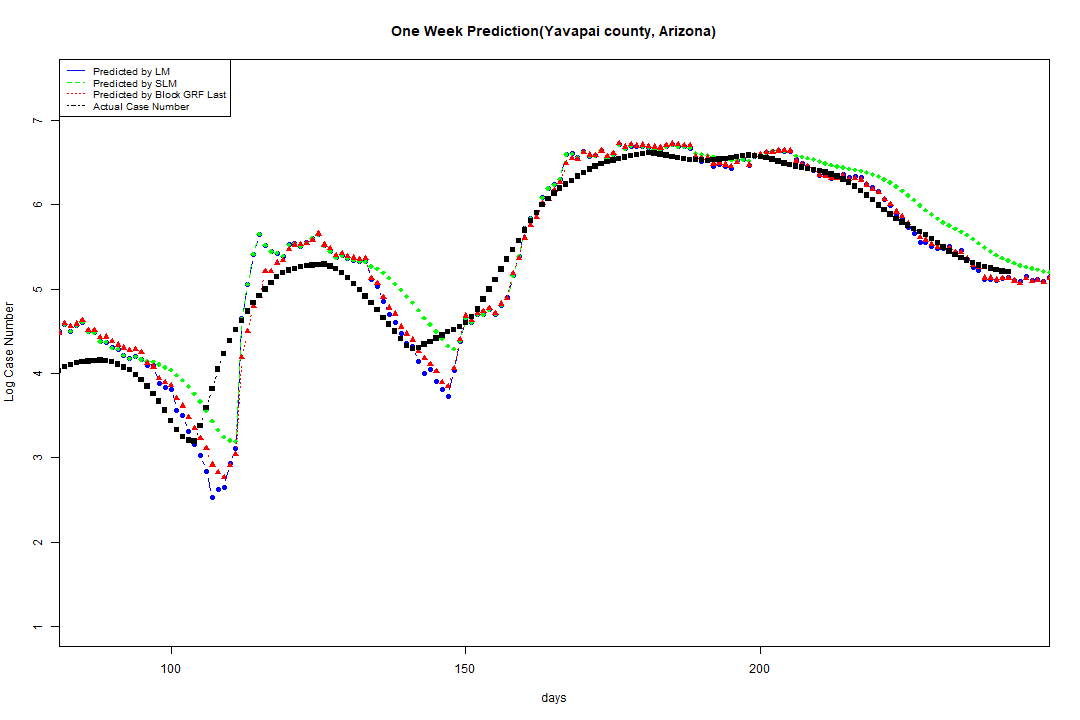 One Week Prediction(Yavapai county, Arizona)
Predicted by LM
Predicted by SLM
Predicted by Block GRF Last
Actual Case Number
7
6
5
4
3
2
1
Log Case Number
100 150 200
days